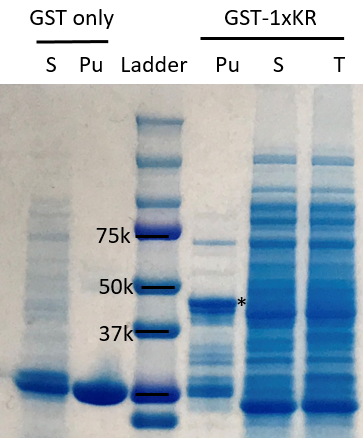 GST only GST-1xKR
S Pu Ladder Pu S T
75k
50k *
37k